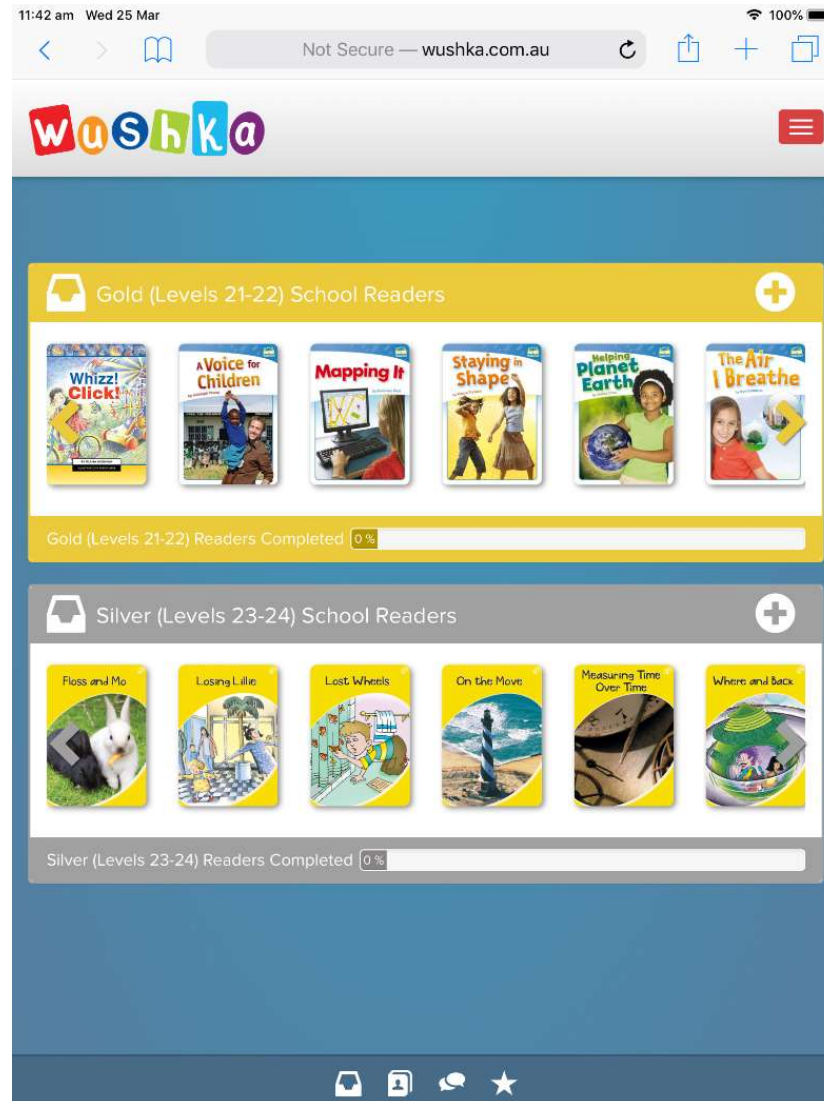 11:42 am Wed 25 Mar
100%
Not Secure — wushka.com.au
wushka
Gold (Levels 21-22) School Readers
Whizz!
Click!
A Voice for
Children
Mapping It
Staying in
Shape
Helping
Planet
Earth
The Air
I Breathe
Gold (Levels 21-22) Readers Completed 0 %
Silver (Levels 23-24) School Readers
Floss and Mo
Losing Lillie
Lost Wheels
On the Move
Measuring Time
Over Time
Where and Back
Silver (Levels 23-24) Readers Completed 0 %